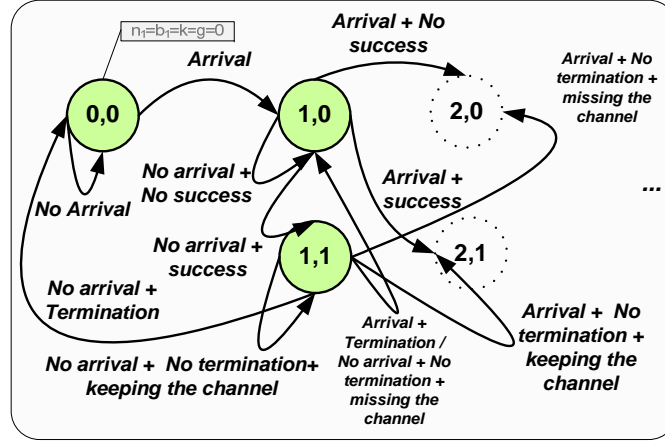 n1=b1=k=g=0
Arrival
Arrival + No
success
Arrival + No
termination +
missing the
channel
0,0
1,0
2,0
No Arrival
No arrival +
No success
Arrival +
success
...
No arrival +
success
1,1
2,1
No arrival +
Termination
Arrival +
Termination /
No arrival + No
termination +
missing the
channel
Arrival + No
termination +
keeping the
channel
No arrival + No termination+
keeping the channel